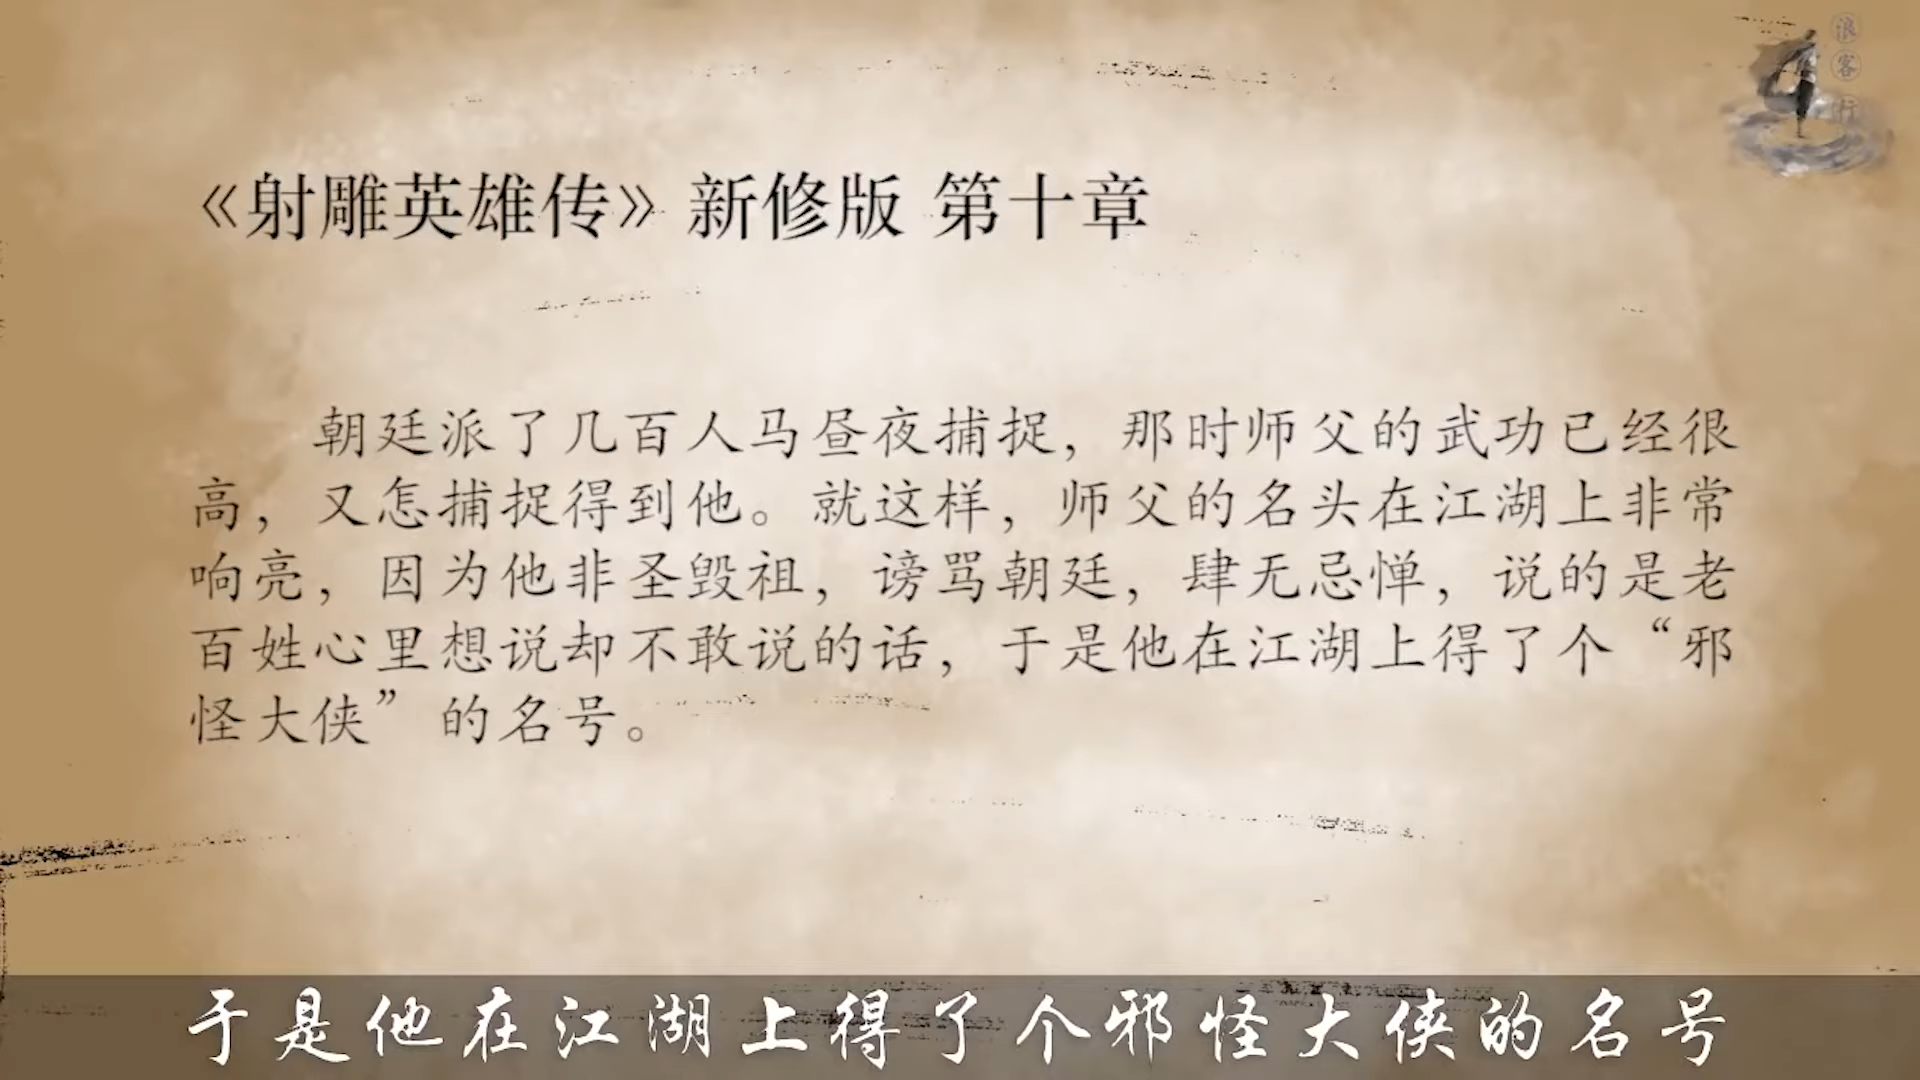 浪客行
《射雕英雄传》新修版 第十章
朝廷派了几百人马昼夜捕捉，那时师父的武功已经很
高，又怎捕捉得到他。就这样，师父的名头在江湖上非常
响亮，因为他非圣毁祖，谤骂朝廷，肆无忌惮，说的是老
百姓心里想说却不敢说的话，于是他在江湖上得了个“邪
怪大侠”的名号。
于是他在江湖上得了个邪怪大侠的名号